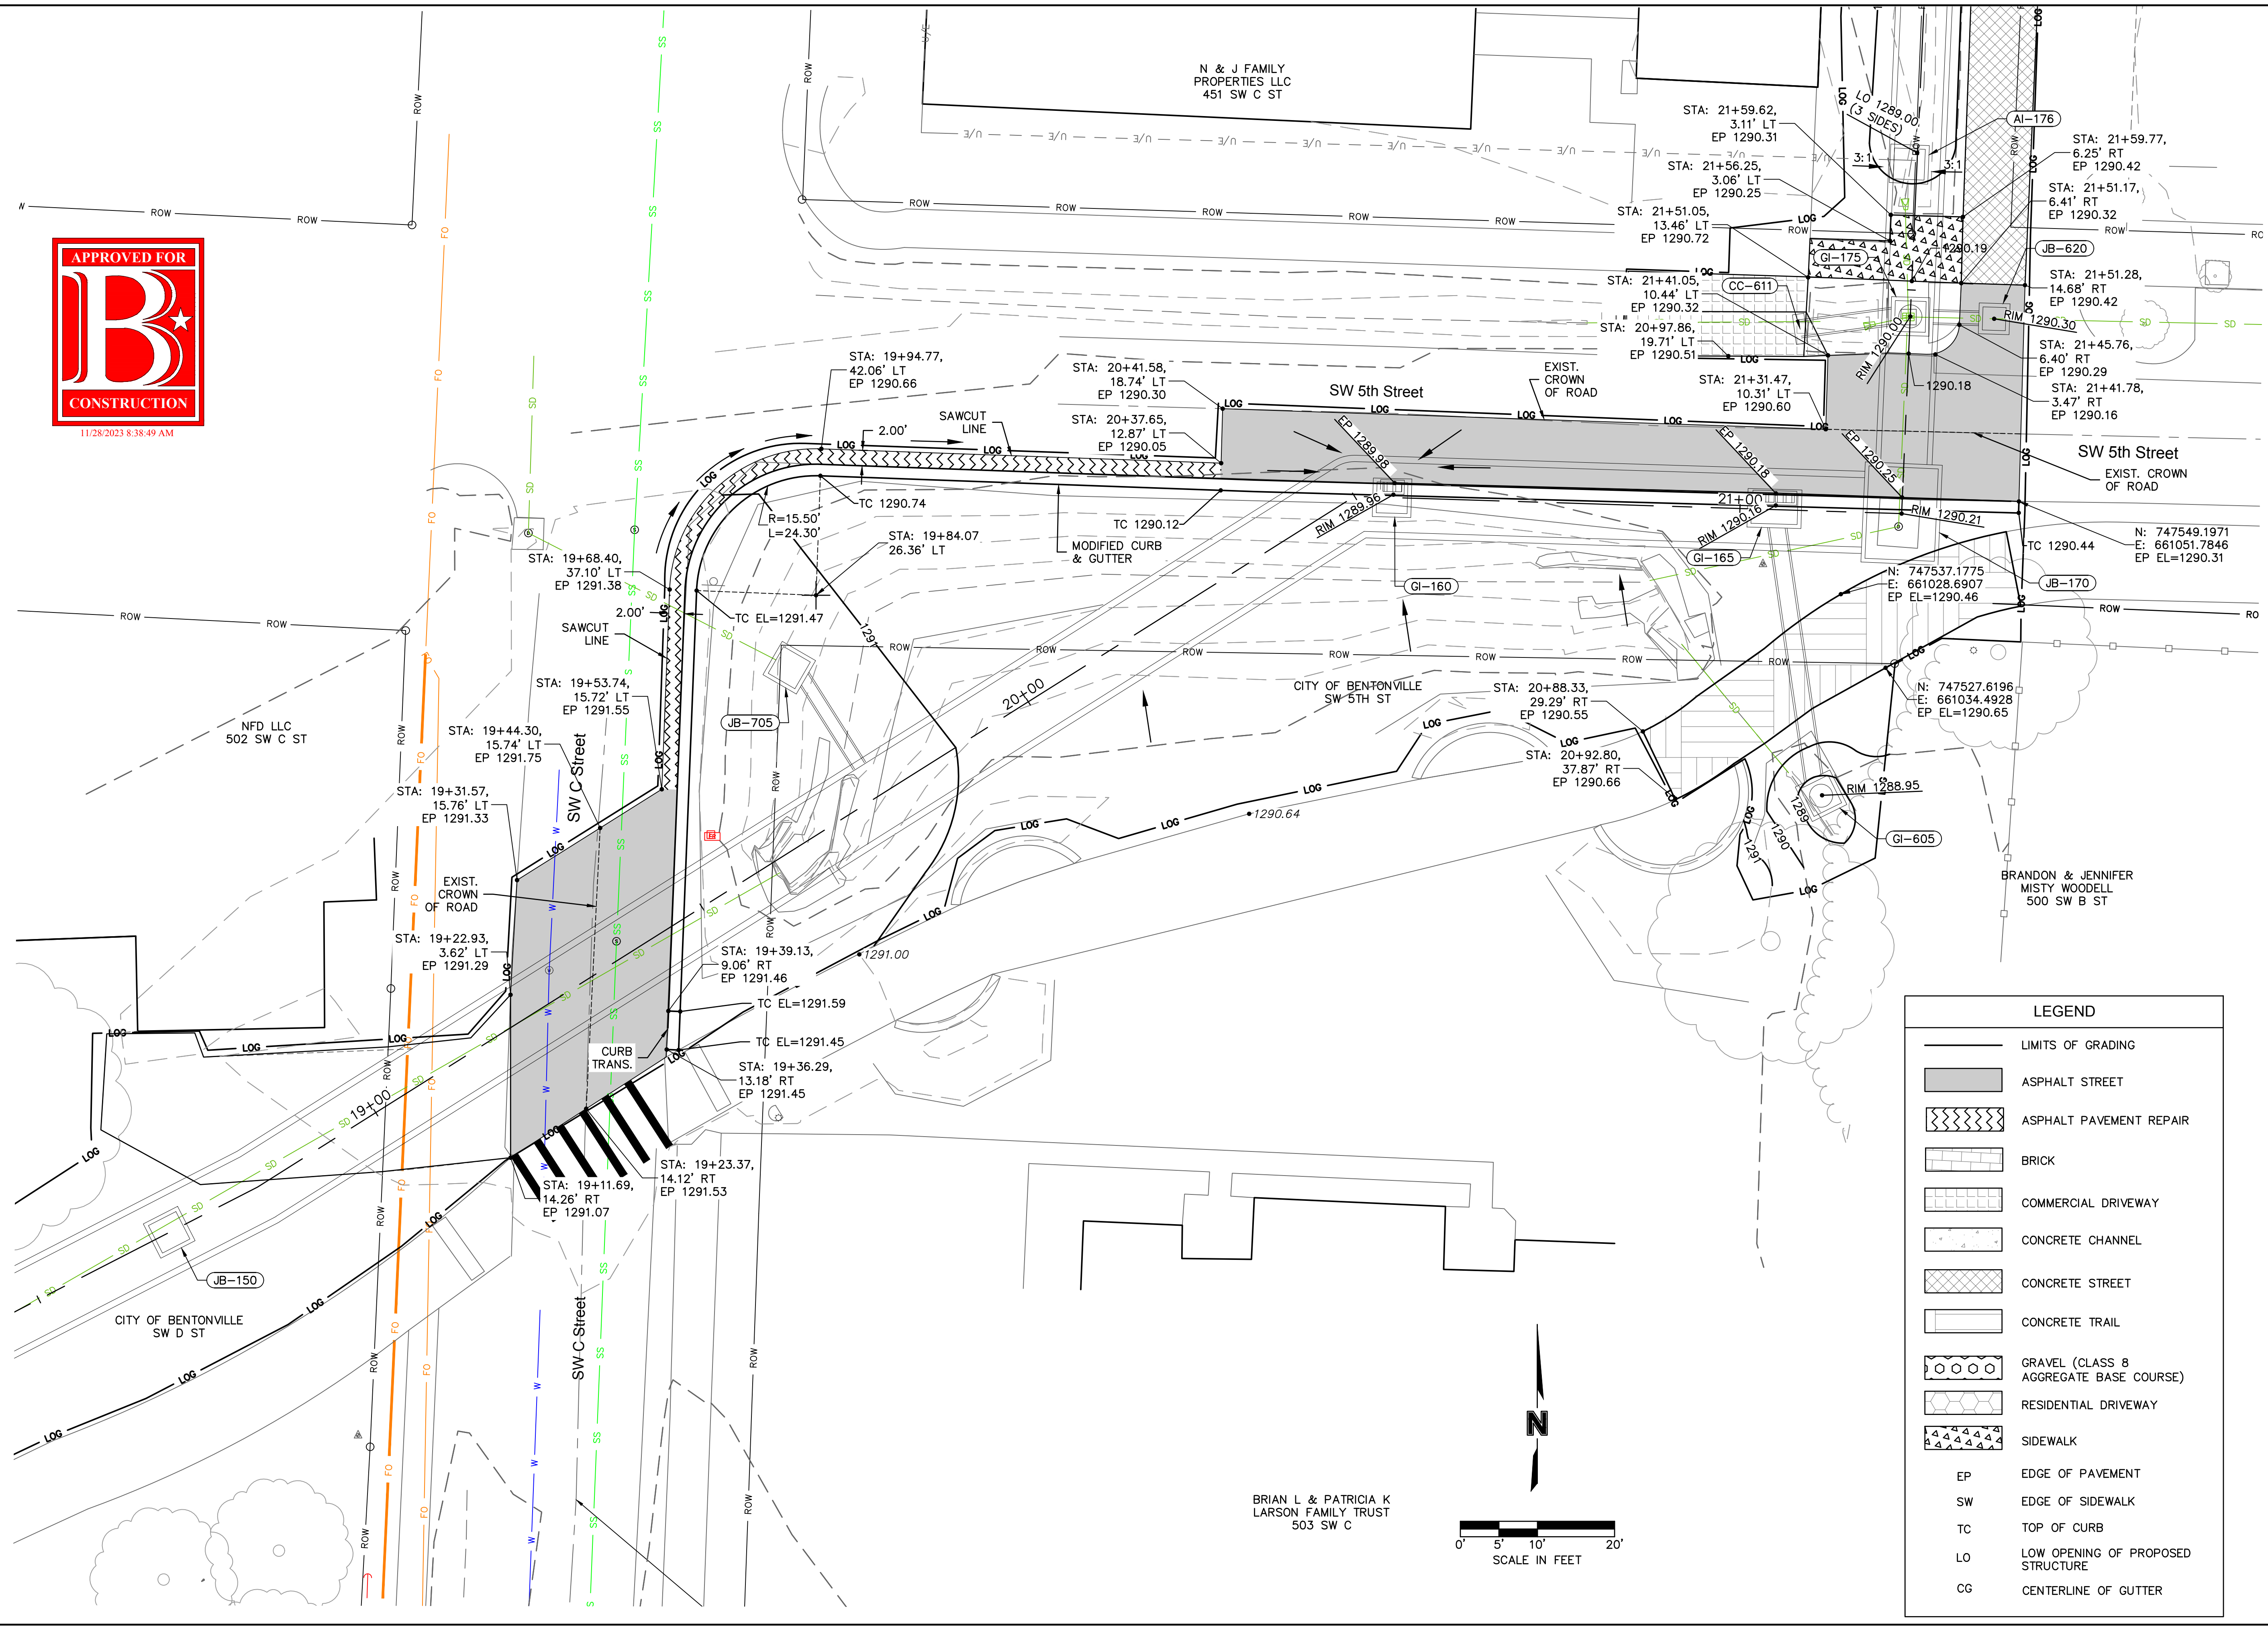 N & J FAMILY
PROPERTIES LLC
451 SW C ST
APPROVED FOR
B
CONSTRUCTION
11/28/2023 8:38:49 AM
STA: 21+59.62,
3.11' LT
EP 1290.31
LO 1289.00
(3 SIDES)
AI-176
STA: 21+59.77,
6.25' RT
EP 1290.42
3:1
3:1
STA: 21+56.25,
3.06' LT
EP 1290.25
STA: 21+51.17,
6.41' RT
EP 1290.32
STA: 21+51.05,
13.46' LT
EP 1290.72
1290.19
GI-175
JB-620
STA: 21+51.28,
14.68' RT
EP 1290.42
STA: 21+41.05,
10.44' LT
EP 1290.32
CC-611
RIM 1290.30
RIM 1290.00
STA: 20+97.86,
19.71' LT
EP 1290.51
STA: 21+45.76,
6.40' RT
EP 1290.29
STA: 21+31.47,
10.31' LT
EP 1290.60
1290.18
STA: 21+41.78,
3.47' RT
EP 1290.16
STA: 19+94.77,
42.06' LT
EP 1290.66
STA: 20+41.58,
18.74' LT
EP 1290.30
SW 5th Street
EXIST.
CROWN
OF ROAD
SAWCUT
LINE
2.00'
STA: 20+37.65,
12.87' LT
EP 1290.05
EP 1289.98
EP 1290.18
EP 1290.25
SW 5th Street
EXIST. CROWN
OF ROAD
TC 1290.74
R=15.50'
L=24.30'
TC 1290.12
RIM 1289.96
21+00
RIM 1290.16
RIM 1290.21
N: 747549.1971
E: 661051.7846
EP EL=1290.31
TC 1290.44
STA: 19+84.07
26.36' LT
MODIFIED CURB
& GUTTER
GI-165
GI-160
N: 747537.1775
E: 661028.6907
EP EL=1290.46
JB-170
STA: 19+68.40,
37.10' LT
EP 1291.38
2.00'
TC EL=1291.47
SAWCUT
LINE
1291
STA: 19+53.74,
15.72' LT
EP 1291.55
20+00
CITY OF BENTONVILLE
SW 5TH ST
STA: 20+88.33,
29.29' RT
EP 1290.55
N: 747527.6196
E: 661034.4928
EP EL=1290.65
NFD LLC
502 SW C ST
JB-705
STA: 19+44.30,
15.74' LT
EP 1291.75
SW C Street
STA: 20+92.80,
37.87' RT
EP 1290.66
STA: 19+31.57,
15.76' LT
EP 1291.33
1290.64
RIM 1288.95
1289
1290
1291
GI-605
BRANDON & JENNIFER
MISTY WOODELL
500 SW B ST
EXIST.
CROWN
OF ROAD
STA: 19+22.93,
3.62' LT
EP 1291.29
1291.00
STA: 19+39.13,
9.06' RT
EP 1291.46
TC EL=1291.59
TC EL=1291.45
CURB
TRANS.
STA: 19+36.29,
13.18' RT
EP 1291.45
19+00
STA: 19+23.37,
14.12' RT
EP 1291.53
STA: 19+11.69,
14.26' RT
EP 1291.07
JB-150
CITY OF BENTONVILLE
SW D ST
SW C Street
N
BRIAN L & PATRICIA K
LARSON FAMILY TRUST
503 SW C
0' 5' 10' 20'
SCALE IN FEET
LEGEND
LIMITS OF GRADING
ASPHALT STREET
ASPHALT PAVEMENT REPAIR
BRICK
COMMERCIAL DRIVEWAY
CONCRETE CHANNEL
CONCRETE STREET
CONCRETE TRAIL
GRAVEL (CLASS 8
AGGREGATE BASE COURSE)
RESIDENTIAL DRIVEWAY
SIDEWALK
EP EDGE OF PAVEMENT
SW EDGE OF SIDEWALK
TC TOP OF CURB
LO LOW OPENING OF PROPOSED
STRUCTURE
CG CENTERLINE OF GUTTER
ROW
LOG
SD
SS
FO
W
U/E